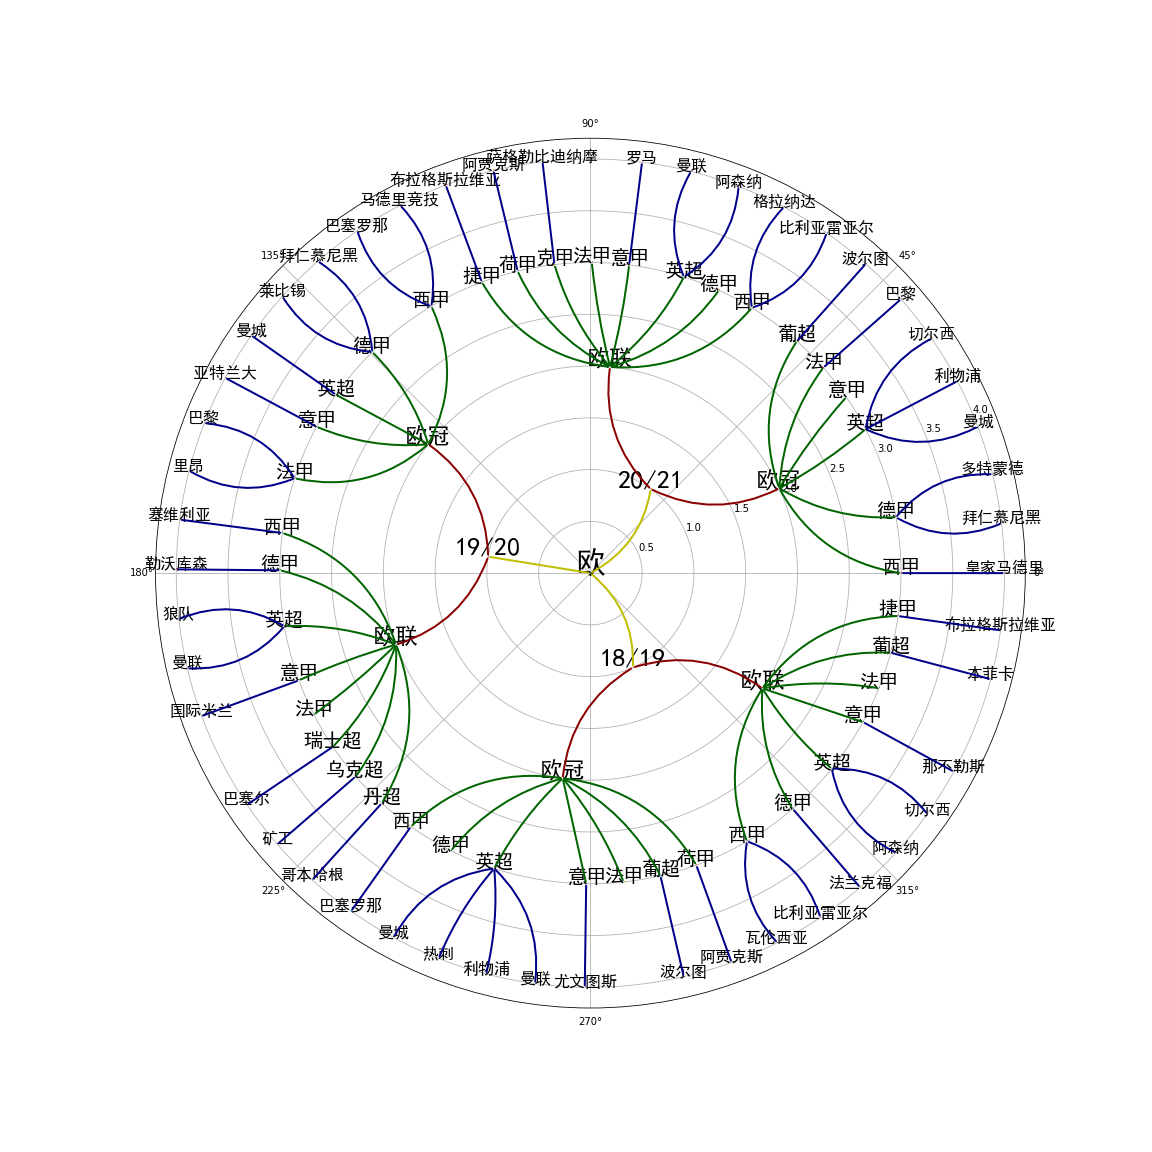 90°
萨格勒比迪纳摩
罗马
阿贾克斯
曼联
布拉格斯拉维亚
阿森纳
马德里竞技
格拉纳达
巴塞罗那
比利亚雷亚尔
135°
拜仁慕尼黑
波尔图
45°
莱比锡
巴黎
曼城
切尔西
亚特兰大
利物浦
巴黎
曼城
里昂
多特蒙德
塞维利亚
拜仁慕尼黑
180°
勒沃库森
皇家马德里
0°
狼队
布拉格斯拉维亚
曼联
本菲卡
国际米兰
那不勒斯
巴塞尔
切尔西
矿工
阿森纳
哥本哈根
法兰克福
225°
315°
巴塞罗那
比利亚雷亚尔
曼城
瓦伦西亚
热刺
阿贾克斯
利物浦
波尔图
曼联
尤文图斯
270°
捷甲
荷甲
克甲
法甲
意甲
英超
德甲
西甲
西甲
德甲
英超
意甲
法甲
葡超
法甲
意甲
英超
德甲
西甲
西甲
德甲
英超
意甲
法甲
瑞士超
乌克超
丹超
捷甲
葡超
法甲
意甲
英超
德甲
西甲
西甲
德甲
英超
意甲
法甲
葡超
荷甲
欧联
欧冠
欧冠
欧联
欧联
欧冠
20/21
19/20
18/19
欧
0.5
1.0
1.5
2.0
2.5
3.0
3.5
4.0